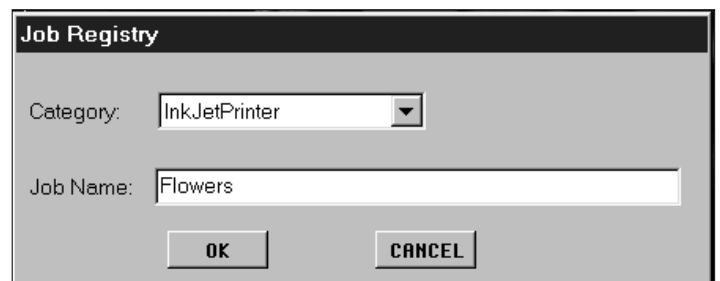 Job Registry
Category: InkJetPrinter
Job Name: Flowers
OK CANCEL